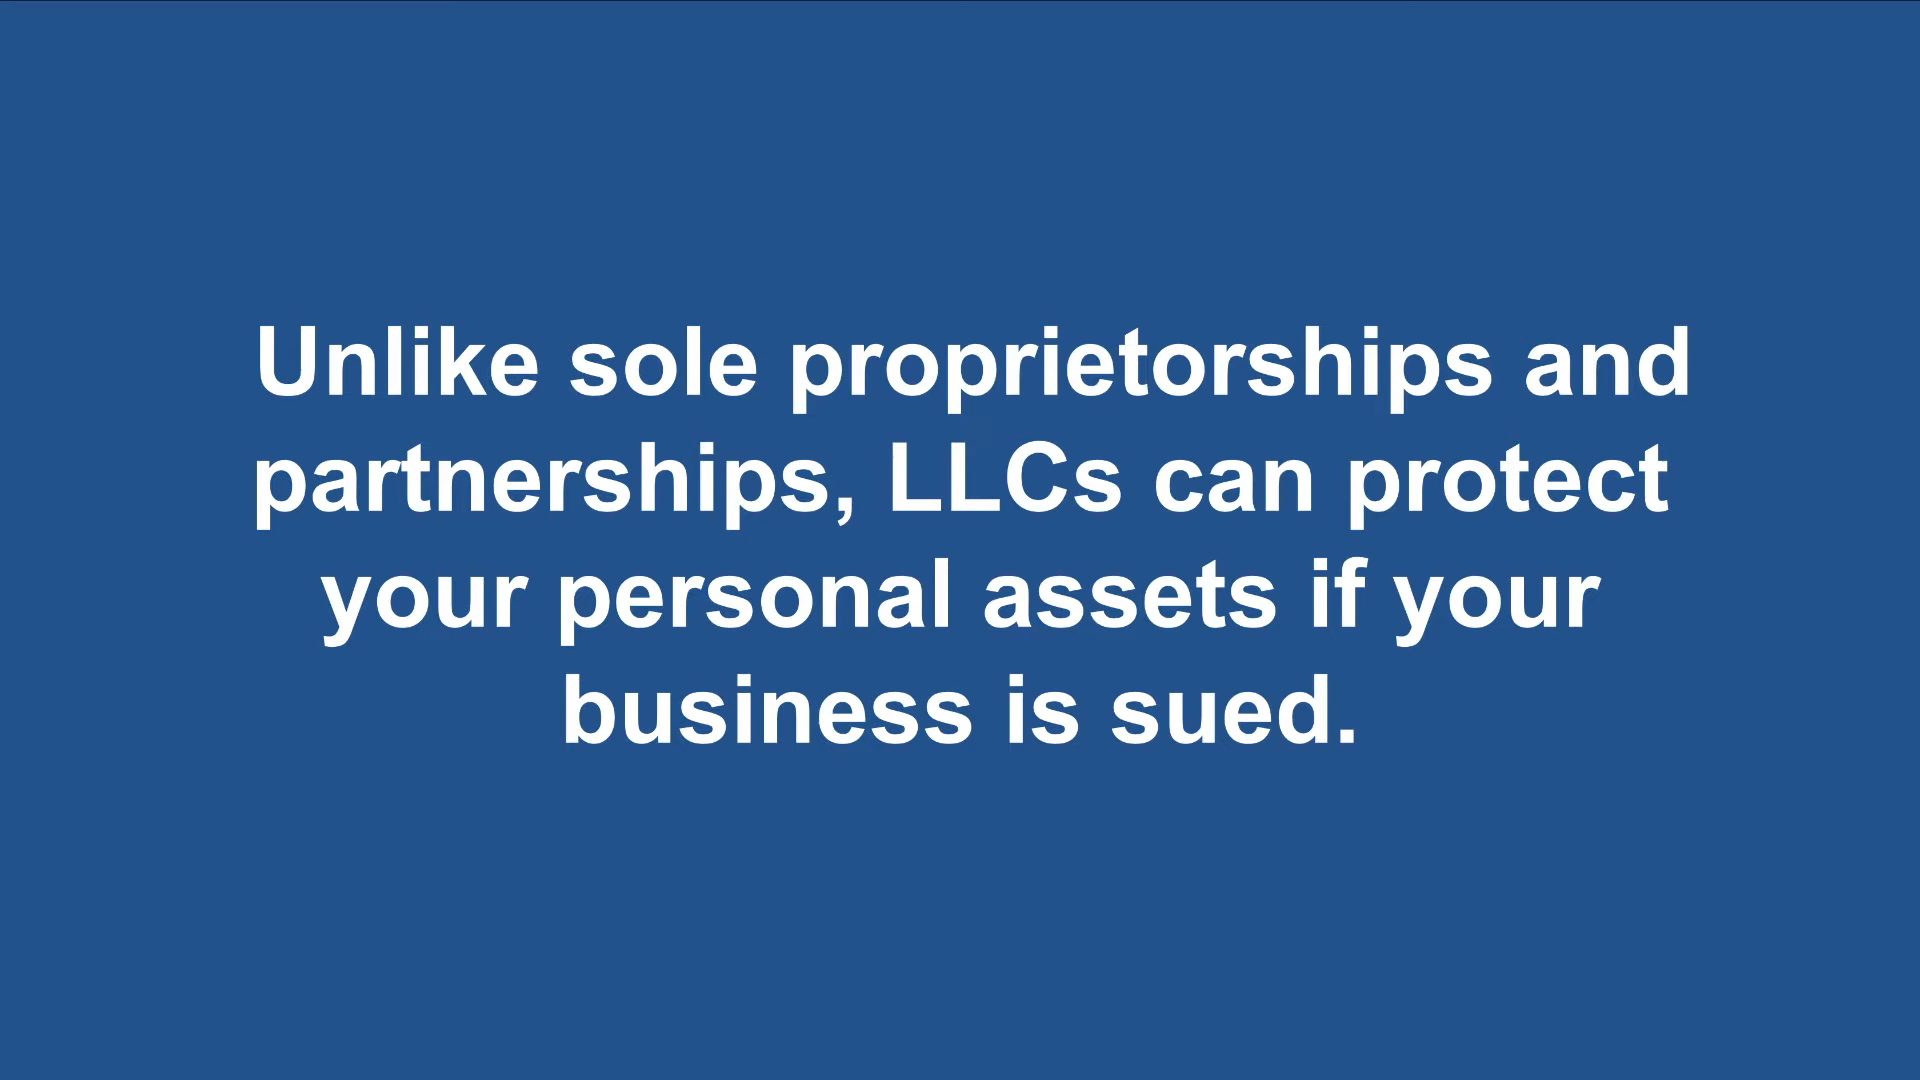 Unlike sole proprietorships and
partnerships, LLCs can protect
your personal assets if your
business is sued.